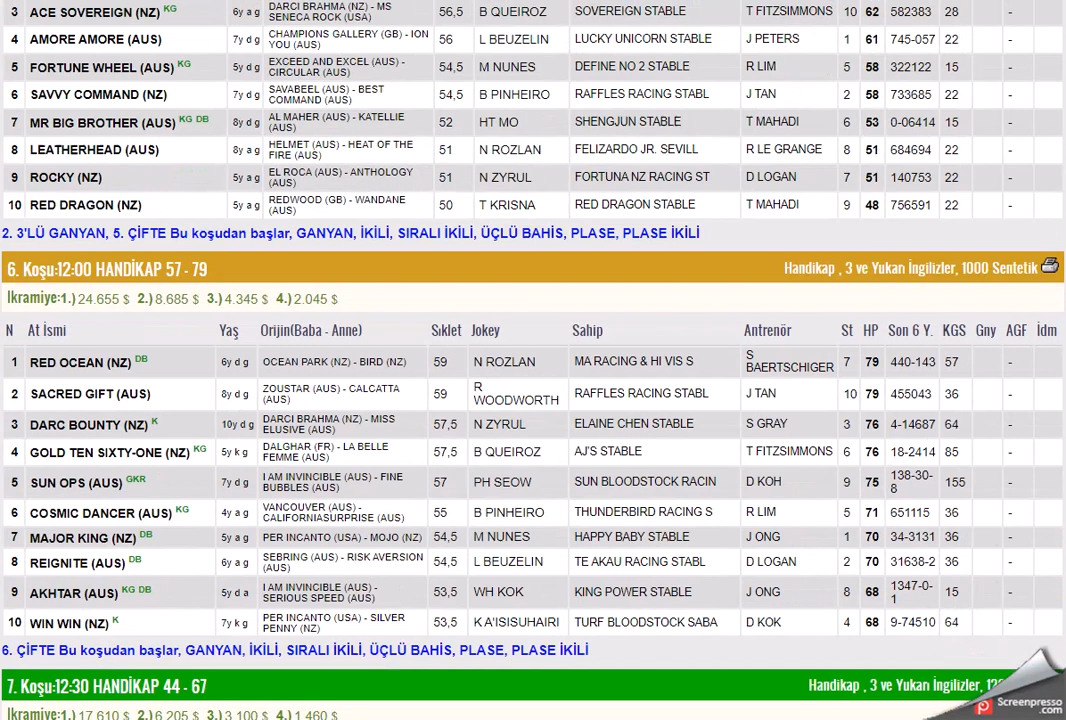 3 ACE SOVEREIGN (NZ) KG 6y a g DARCI BRAHMA (NZ) - MS SENECA ROCK (USA) 56,5 B QUEIROZ SOVEREIGN STABLE T FITZSIMMONS 10 62 582383 28 -
4 AMORE AMORE (AUS) 7y d g CHAMPIONS GALLERY (GB) - ION YOU (AUS) 56 L BEUZELIN LUCKY UNICORN STABLE J PETERS 1 61 745-057 22 -
5 FORTUNE WHEEL (AUS) KG 5y d g EXCEED AND EXCEL (AUS) - CIRCULAR (AUS) 54,5 M NUNES DEFINE NO 2 STABLE R LIM 5 58 322122 15 -
6 SAVVY COMMAND (NZ) 7y d g SAVABEEL (AUS) - BEST COMMAND (AUS) 54,5 B PINHEIRO RAFFLES RACING STABL J TAN 2 58 733685 22 -
7 MR BIG BROTHER (AUS) KG DB 8y d g AL MAHER (AUS) - KATELLIE (AUS) 52 HT MO SHENGJUN STABLE T MAHADI 6 53 0-06414 15 -
8 LEATHERHEAD (AUS) 8y a g HELMET (AUS) - HEAT OF THE FIRE (AUS) 51 N ROZLAN FELIZARDO JR. SEVILL R LE GRANGE 8 51 684694 22 -
9 ROCKY (NZ) 5y a g EL ROCA (AUS) - ANTHOLOGY (AUS) 51 N ZYRUL FORTUNA NZ RACING ST D LOGAN 7 51 140753 22 -
10 RED DRAGON (NZ) 5y a g REDWOOD (GB) - WANDANE (AUS) 50 T KRISNA RED DRAGON STABLE T MAHADI 9 48 756591 22 -
2. 3'LÜ GANYAN, 5. ÇİFTE Bu koşudan başlar, GANYAN, İKİLİ, SIRALI İKİLİ, ÜÇLÜ BAHİS, PLASE, PLASE İKİLİ
6. Koşu:12:00 HANDİKAP 57 - 79 Handikap , 3 ve Yukarı İngilizler, 1000 Sentetik
İkramiye:1.) 24.655 $ 2.) 8.685 $ 3.) 4.345 $ 4.) 2.045 $
N At İsmi Yaş Orijin(Baba - Anne) Sıklet Jokey Sahip Antrenör St HP Son 6 Y. KGS Gny AGF İdm
1 RED OCEAN (NZ) DB 6y d g OCEAN PARK (NZ) - BIRD (NZ) 59 N ROZLAN MA RACING & HI VIS S S BAERTSCHIGER 7 79 440-143 57 -
2 SACRED GIFT (AUS) 8y d g ZOUSTAR (AUS) - CALCATTA (AUS) 59 R WOODWORTH RAFFLES RACING STABL J TAN 10 79 455043 36 -
3 DARC BOUNTY (NZ) K 10y d g DARCI BRAHMA (NZ) - MISS ELUSIVE (AUS) 57,5 N ZYRUL ELAINE CHEN STABLE S GRAY 3 76 4-14687 64 -
4 GOLD TEN SIXTY-ONE (NZ) KG 5y k g DALGHAR (FR) - LA BELLE FEMME (AUS) 57,5 B QUEIROZ AJ'S STABLE T FITZSIMMONS 6 76 18-2414 85 -
5 SUN OPS (AUS) GKR 7y d g I AM INVINCIBLE (AUS) - FINE BUBBLES (AUS) 57 PH SEOW SUN BLOODSTOCK RACIN D KOH 9 75 138-30-8 155 -
6 COSMIC DANCER (AUS) KG 4y a g VANCOUVER (AUS) - CALIFORNIASURPRISE (AUS) 55 B PINHEIRO THUNDERBIRD RACING S R LIM 5 71 651115 36 -
7 MAJOR KING (NZ) DB 5y a g PER INCANTO (USA) - MOJO (NZ) 54,5 M NUNES HAPPY BABY STABLE J ONG 1 70 34-3131 36 -
8 REIGNITE (AUS) DB 6y a g SEBRING (AUS) - RISK AVERSION (AUS) 54,5 L BEUZELIN TE AKAU RACING STABLE D LOGAN 2 70 31638-2 36 -
9 AKHTAR (AUS) KG DB 5y d a I AM INVINCIBLE (AUS) - SERIOUS SPEED (AUS) 53,5 WH KOK KING POWER STABLE J ONG 8 68 1347-0-1 15 -
10 WIN WIN (NZ) K 7y k g PER INCANTO (USA) - SILVER PENNY (NZ) 53,5 K A'ISISUHAIRI TURF BLOODSTOCK SABA D KOK 4 68 9-74510 64 -
6. ÇİFTE Bu koşudan başlar, GANYAN, İKİLİ, SIRALI İKİLİ, ÜÇLÜ BAHİS, PLASE, PLASE İKİLİ
7. Koşu:12:30 HANDİKAP 44 - 67 Handikap , 3 ve Yukarı İngilizler,
İkramiye:1.) 17.610 $ 2.) 6.205 $ 3.) 3.100 $ 4.) 1.460 $
Screenpresso
.com